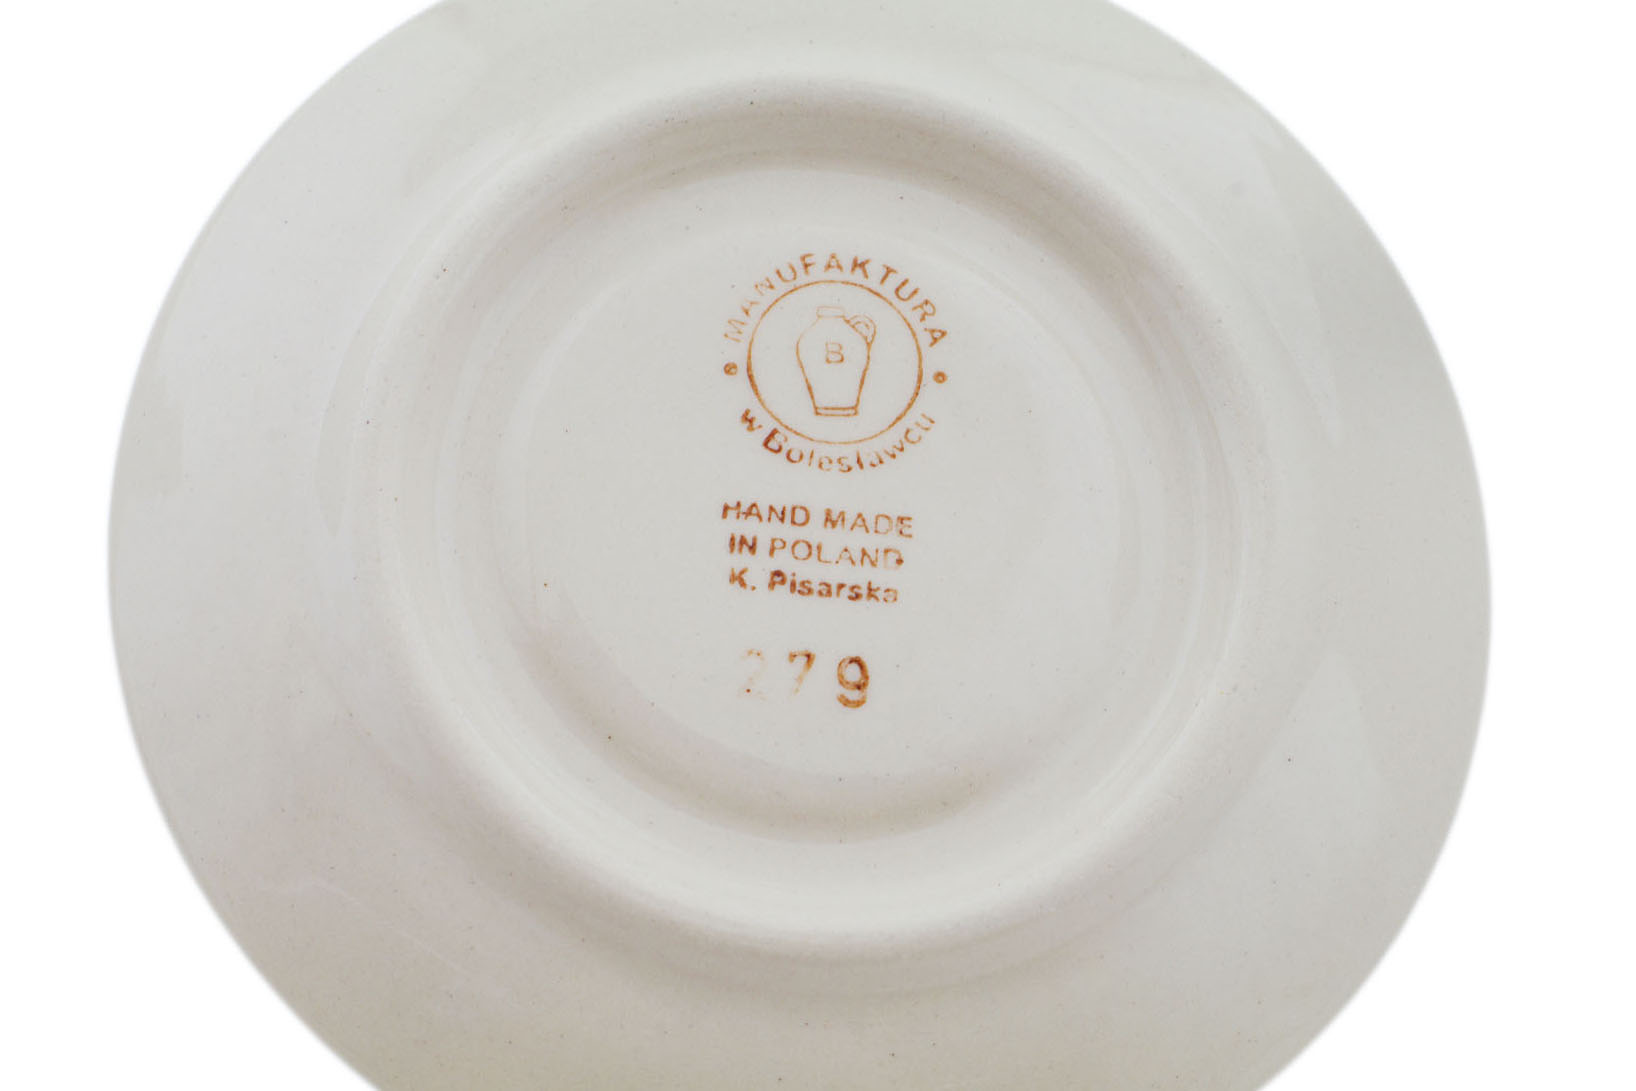 MANUFAKTURA
B
w Bolesławcu
HAND MADE
IN POLAND
K. Pisarska
279